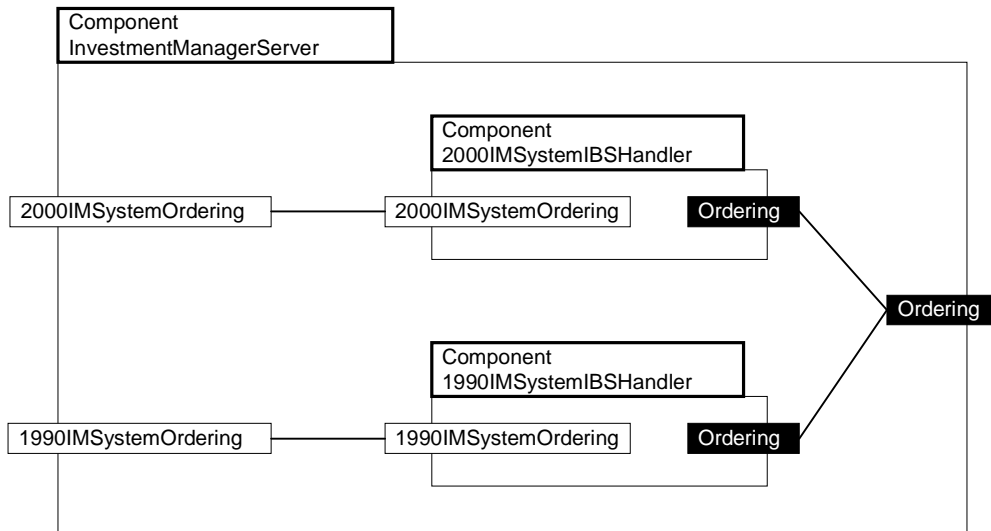 Component
InvestmentManagerServer
Component
2000IMSystemIBSHandler
2000IMSystemOrdering
2000IMSystemOrdering
Ordering
Ordering
Component
1990IMSystemIBSHandler
1990IMSystemOrdering
1990IMSystemOrdering
Ordering